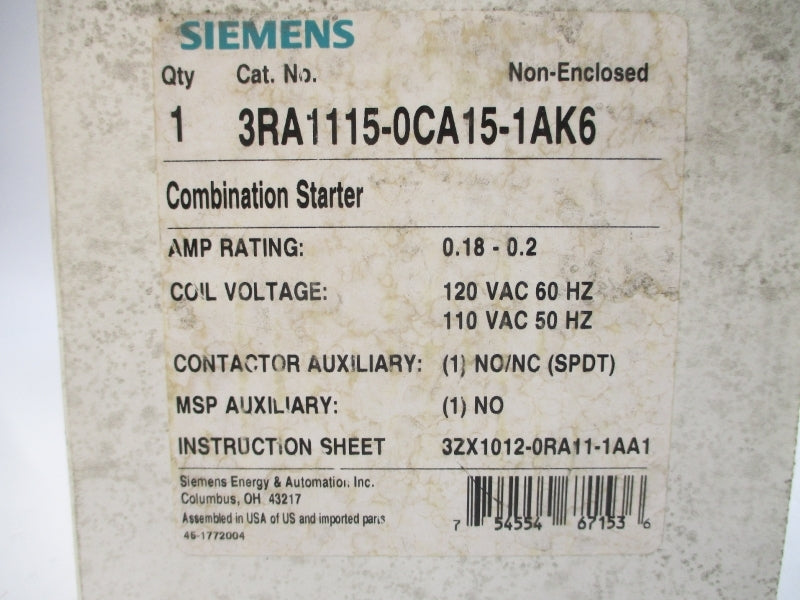 SIEMENS
Qty Cat. No. Non-Enclosed
1 3RA1115-0CA15-1AK6
Combination Starter
AMP RATING: 0.18 - 0.2
COIL VOLTAGE: 120 VAC 60 HZ
110 VAC 50 HZ
CONTACTOR AUXILIARY: (1) NO/NC (SPDT)
MSP AUXILIARY: (1) NO
INSTRUCTION SHEET 3ZX1012-0RA11-1AA1
Siemens Energy & Automation, Inc.
Columbus, OH 43217
Assembled in USA of US and imported parts
46-1772004
7 54554 67153 6